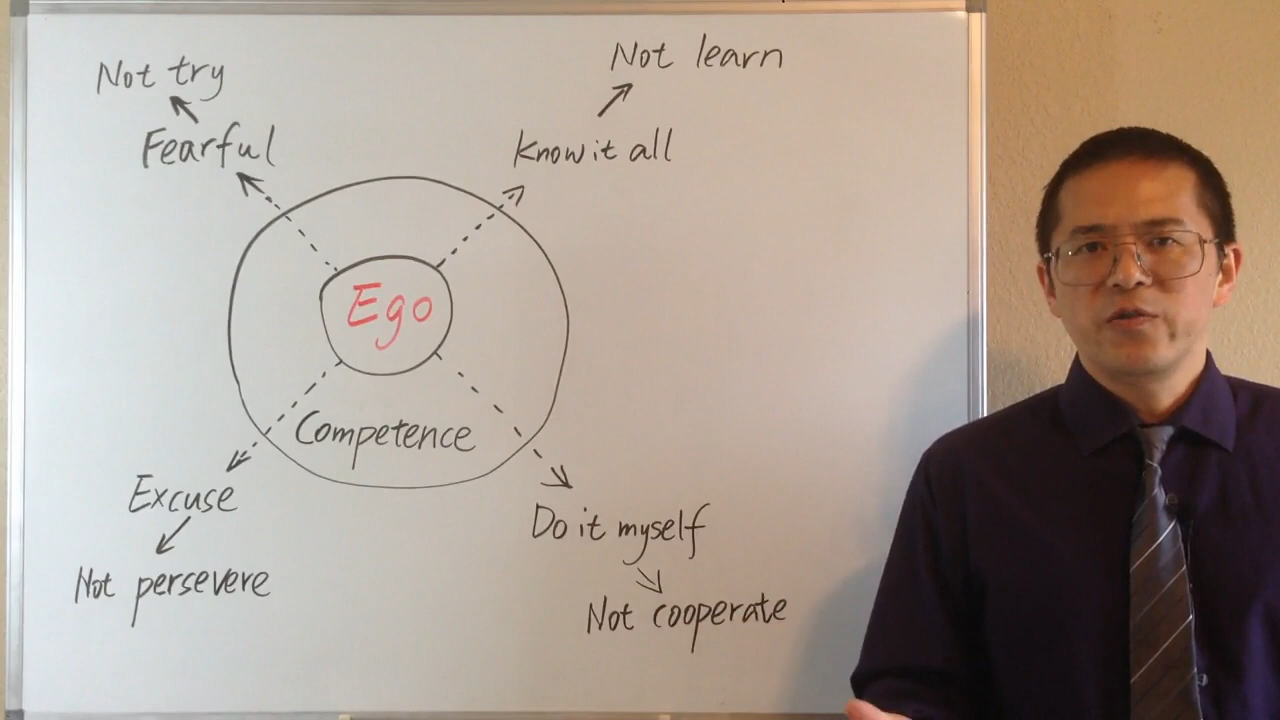 Not try
Not learn
Fearful
Know it all
Ego
Competence
Excuse
Do it myself
Not persevere
Not cooperate